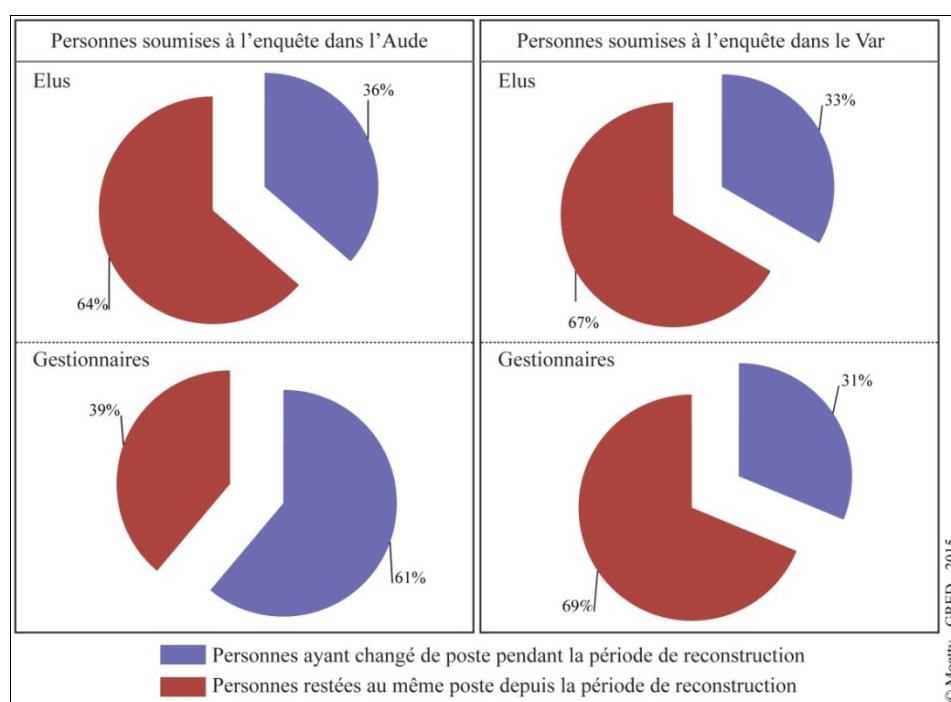 Personnes soumises à l'enquête dans l'Aude
Elus
36%
64%
Gestionnaires
39%
61%
Personnes soumises à l'enquête dans le Var
Elus
33%
67%
Gestionnaires
31%
69%
Personnes ayant changé de poste pendant la période de reconstruction
Personnes restées au même poste depuis la période de reconstruction